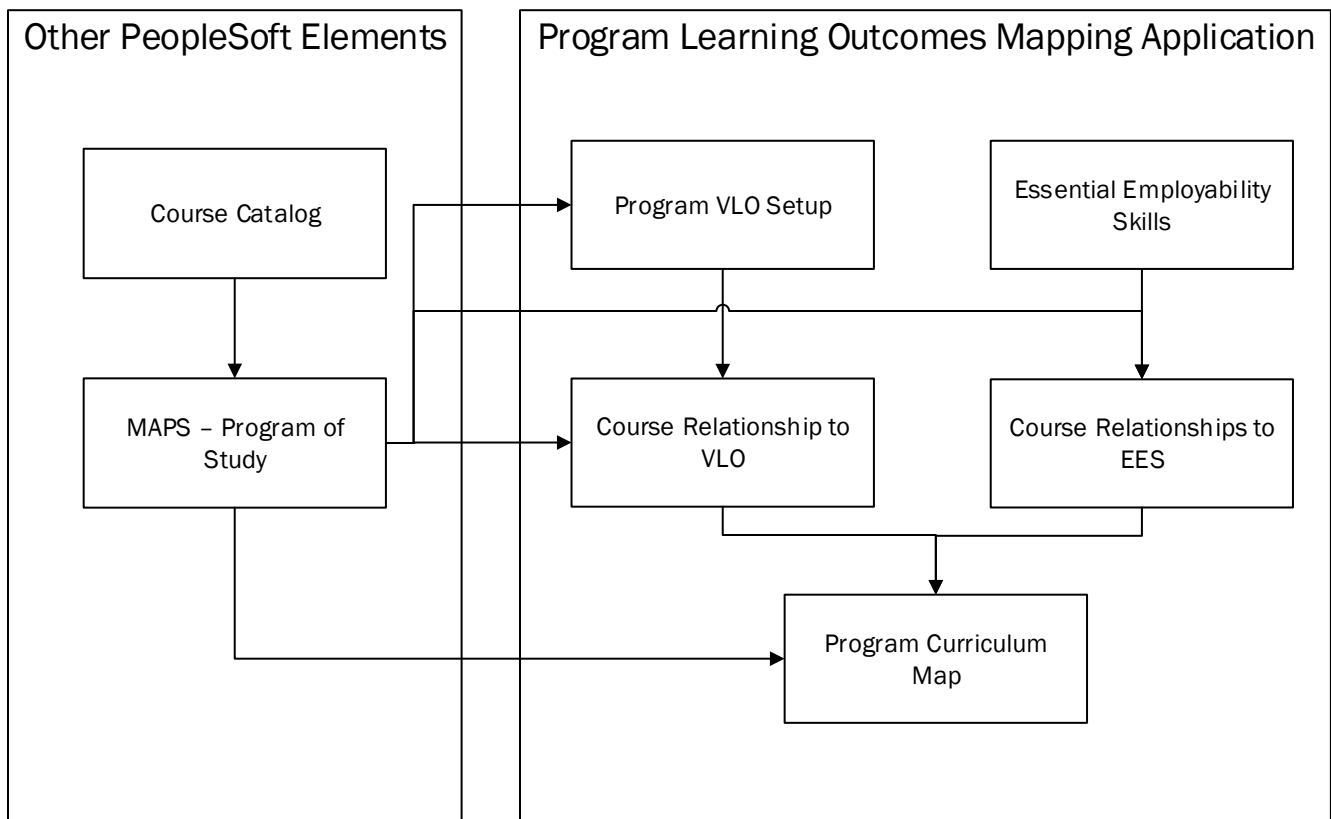 Other PeopleSoft Elements
Program Learning Outcomes Mapping Application
Course Catalog
Program VLO Setup
Essential Employability
Skills
MAPS – Program of
Study
Course Relationship to
VLO
Course Relationships to
EES
Program Curriculum
Map